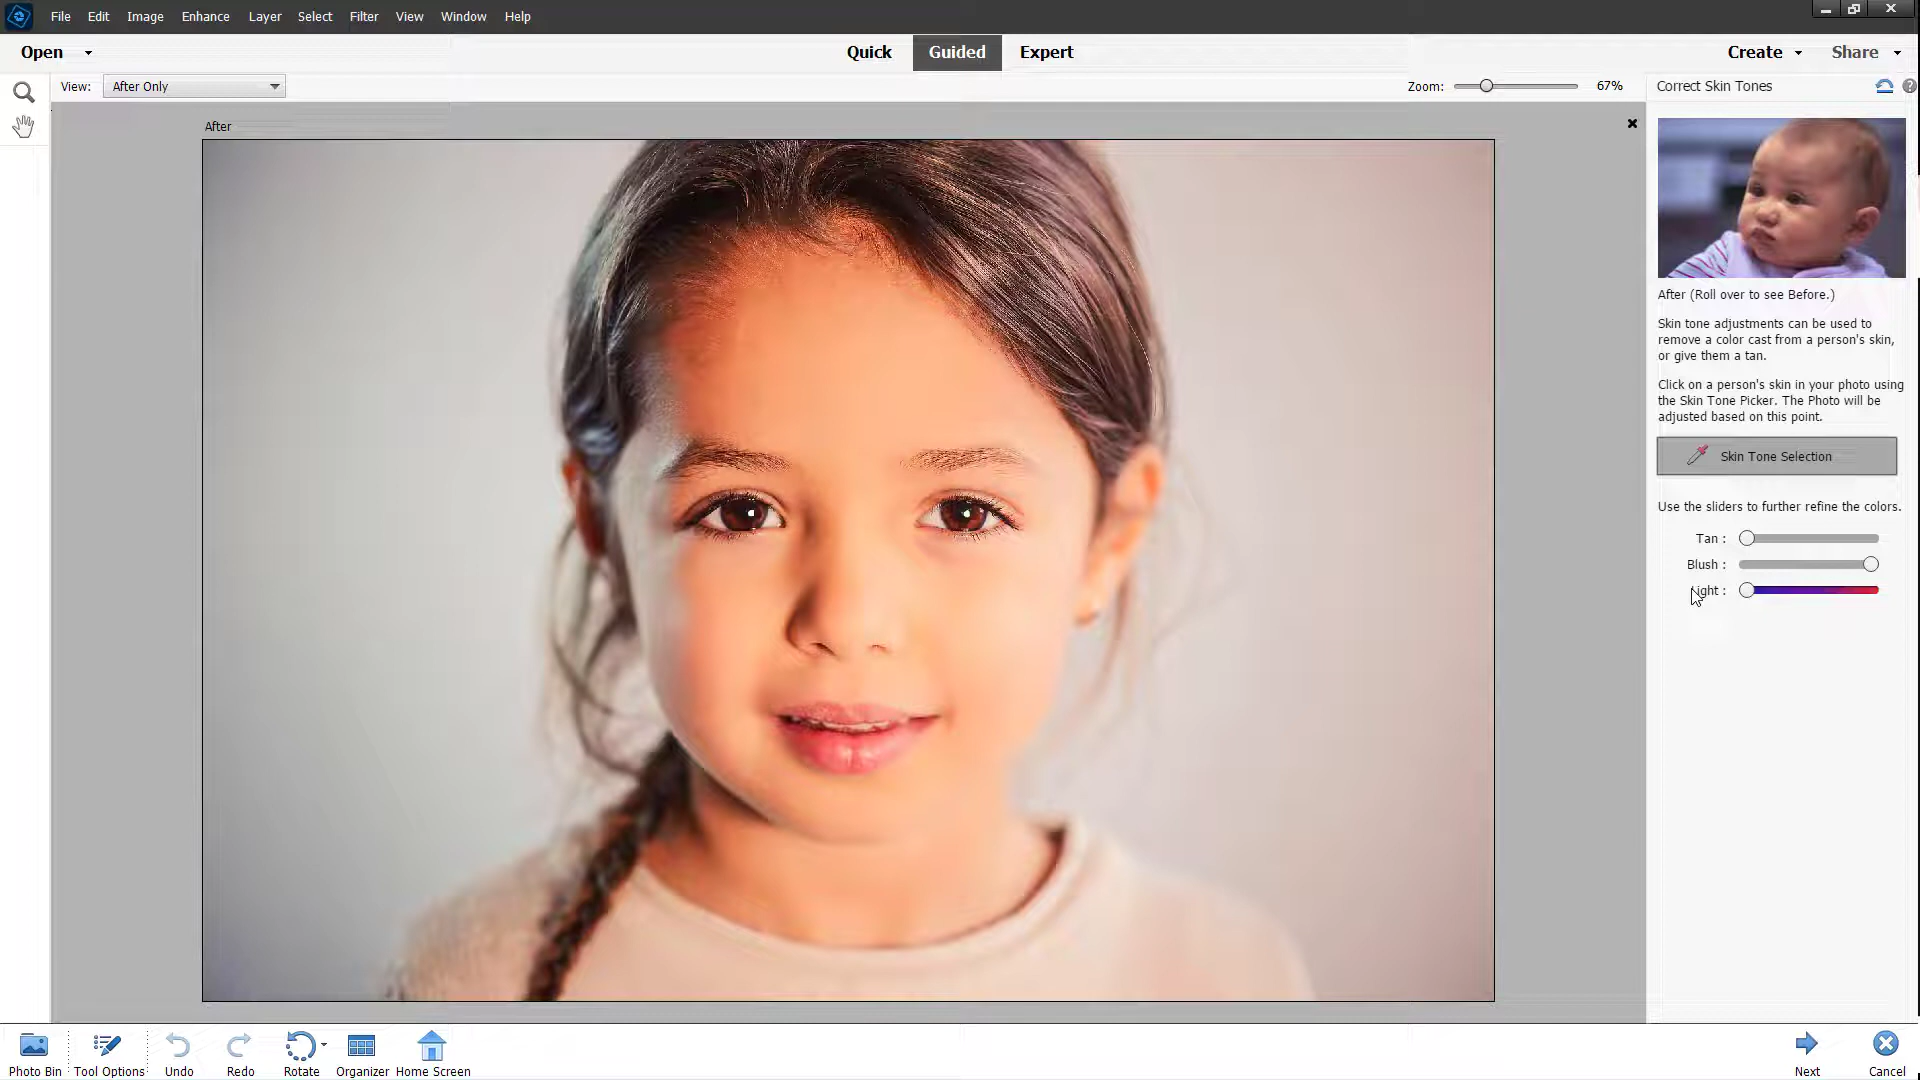 File Edit Image Enhance Layer Select Filter View Window Help
Open Quick Guided Expert Create Share
View: After Only Zoom: 67% Correct Skin Tones
After
After (Roll over to see Before.)
Skin tone adjustments can be used to
remove a color cast from a person's skin,
or give them a tan.
Click on a person's skin in your photo using
the Skin Tone Picker. The Photo will be
adjusted based on this point.
Skin Tone Selection
Use the sliders to further refine the colors.
Tan :
Blush :
Light :
Photo Bin Tool Options Undo Redo Rotate Organizer Home Screen Next Cancel